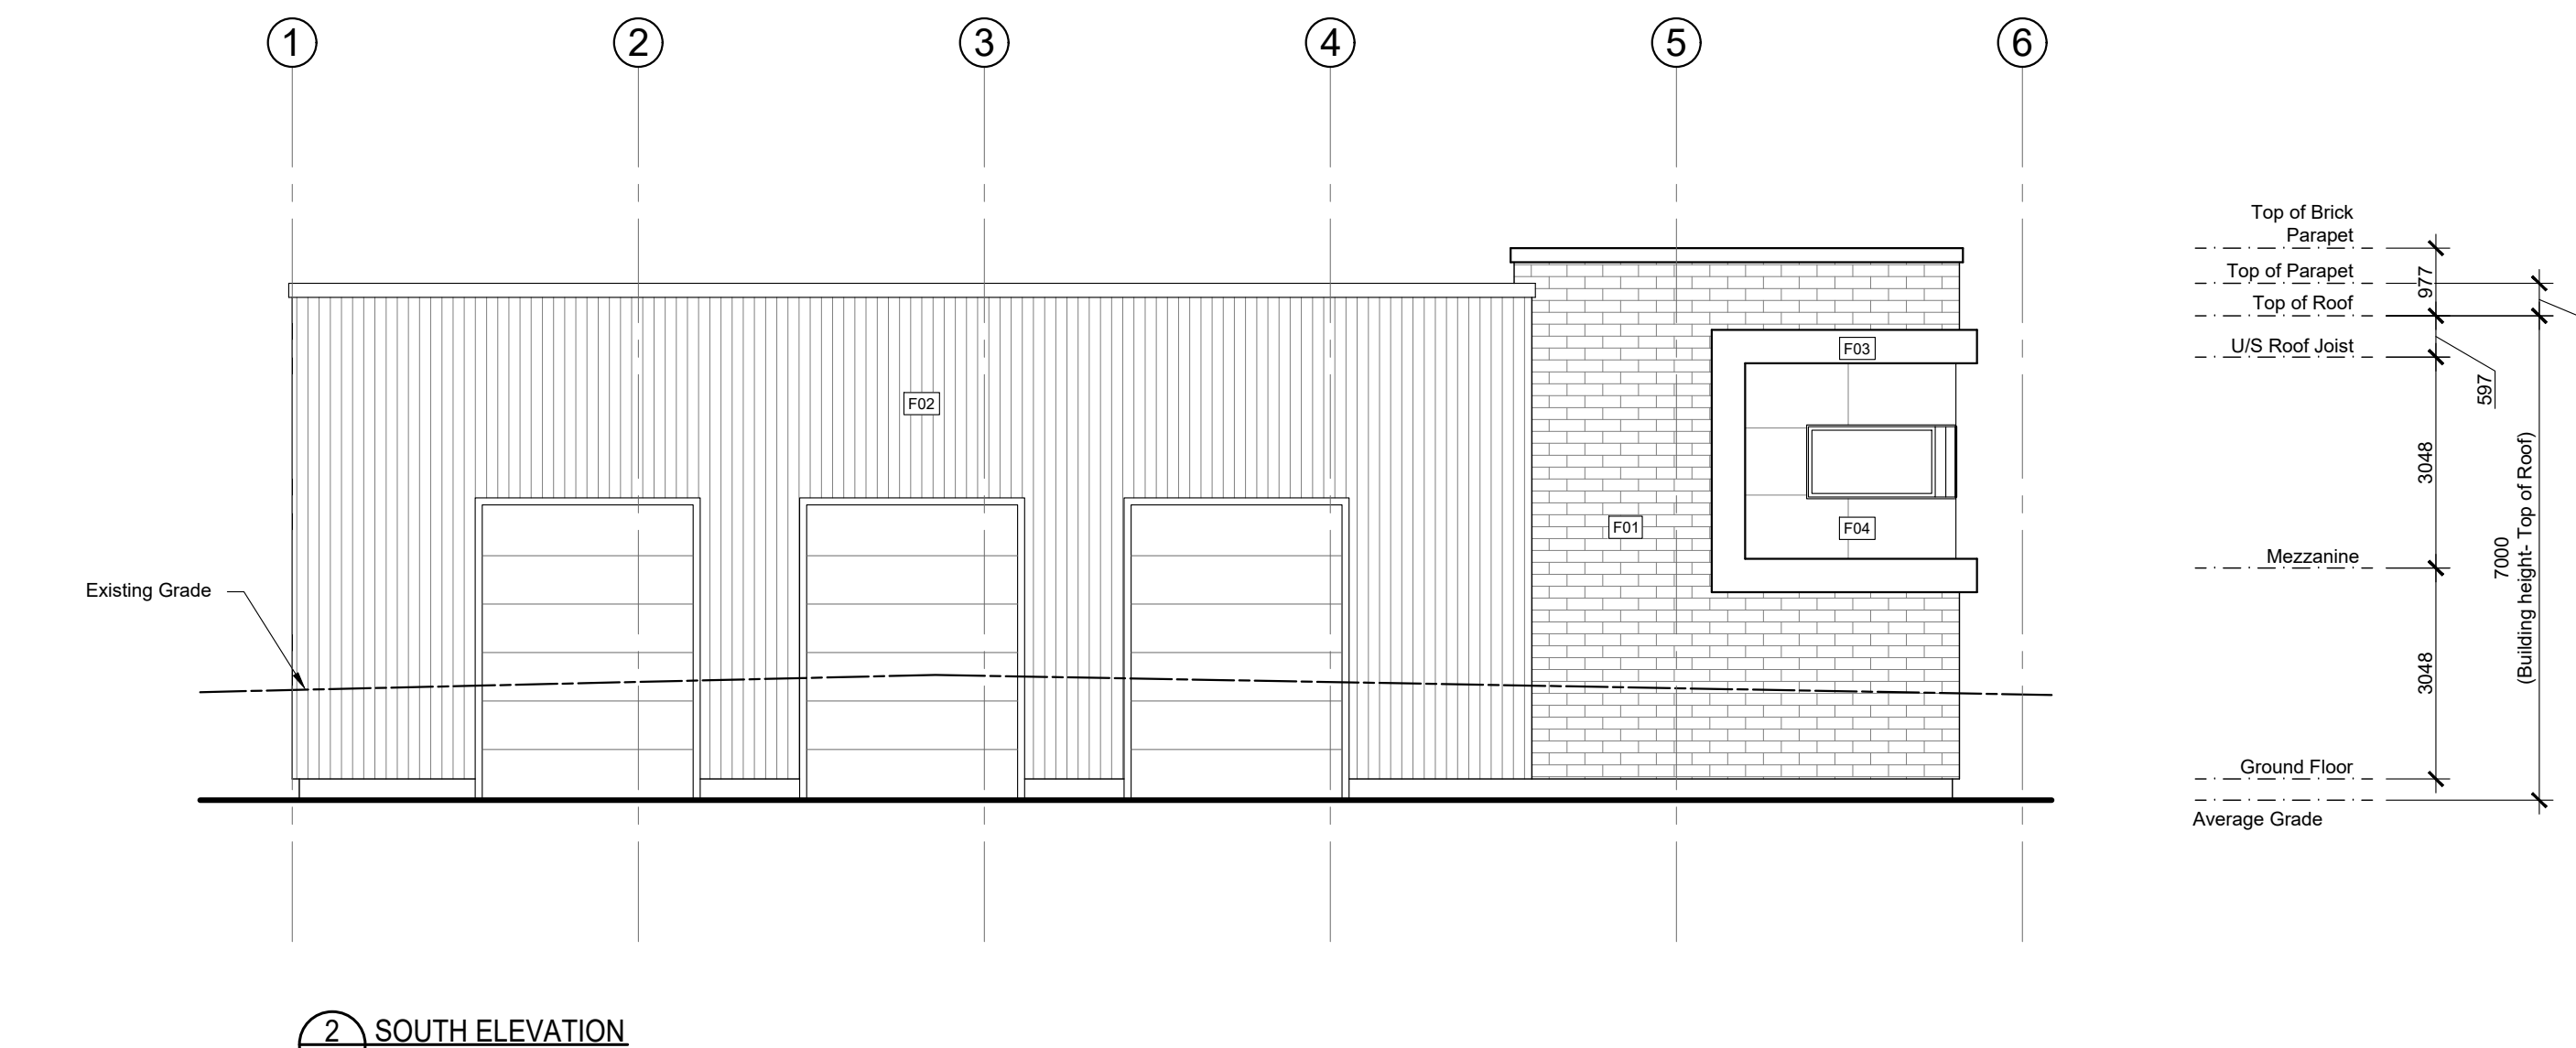 1 2 3 4 5 6
Top of Brick
Parapet
Top of Parapet
Top of Roof
U/S Roof Joist
Mezzanine
Ground Floor
Average Grade
977
597
3048
3048
7000
(Building height- Top of Roof)
F02
F03
F01
F04
Existing Grade
2 SOUTH ELEVATION